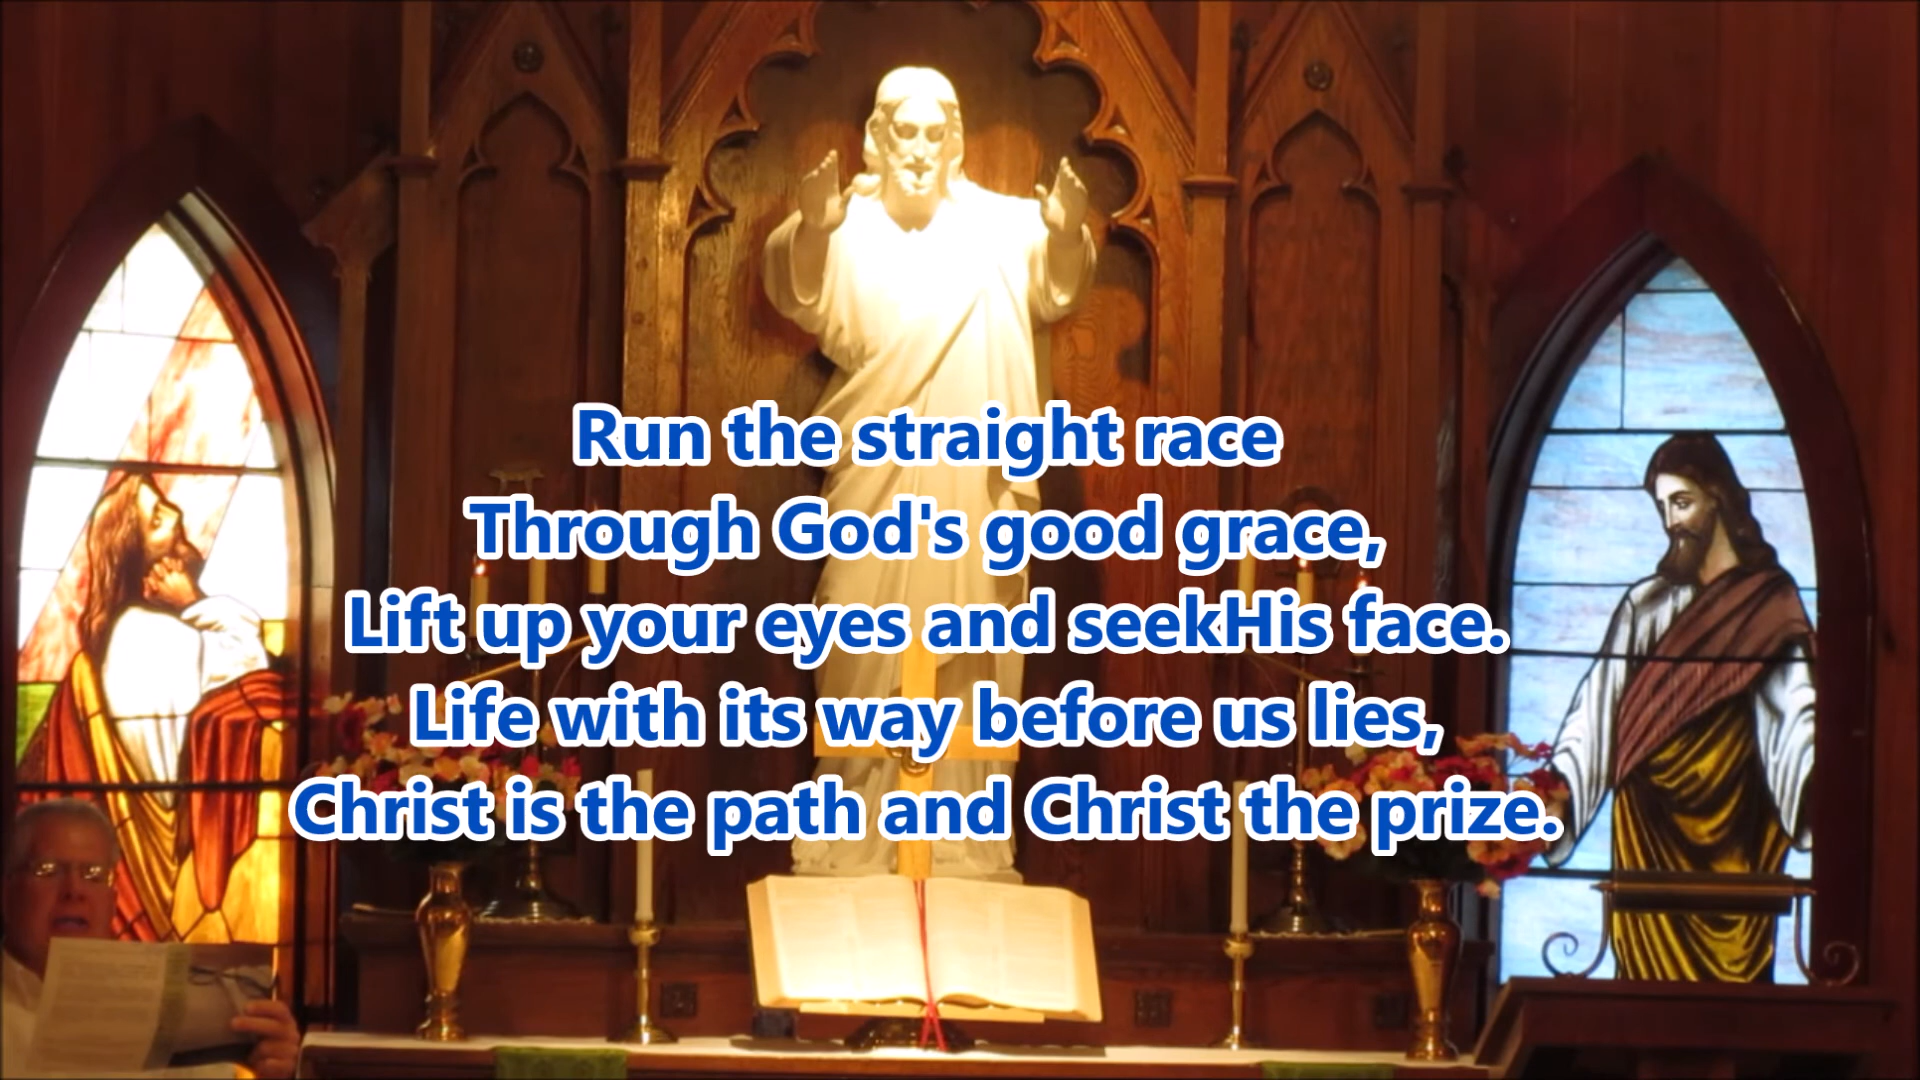 Run the straight race
Through God's good grace,
Lift up your eyes and seekHis face.
Life with its way before us lies,
Christ is the path and Christ the prize.